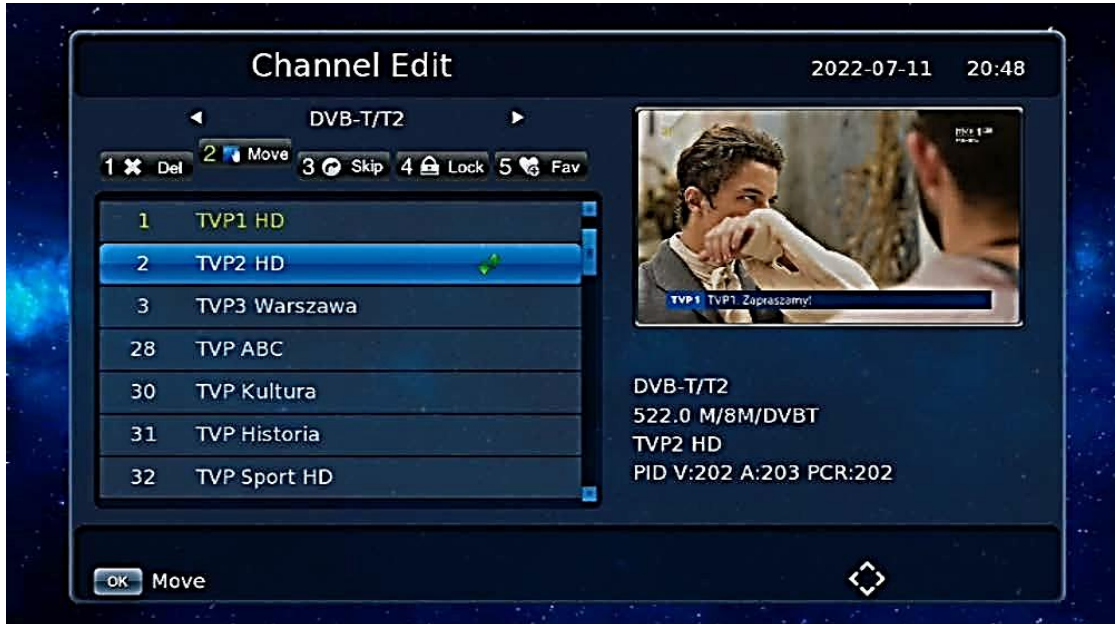 Channel Edit
2022-07-11 20:48
DVB-T/T2
1 Del 2 Move 3 Skip 4 Lock 5 Fav
1 TVP1 HD
2 TVP2 HD
3 TVP3 Warszawa
28 TVP ABC
30 TVP Kultura
31 TVP Historia
32 TVP Sport HD
TVP1 TVP1. Zapraszamy!
DVB-T/T2
522.0 M/8M/DVBT
TVP2 HD
PID V:202 A:203 PCR:202
OK Move